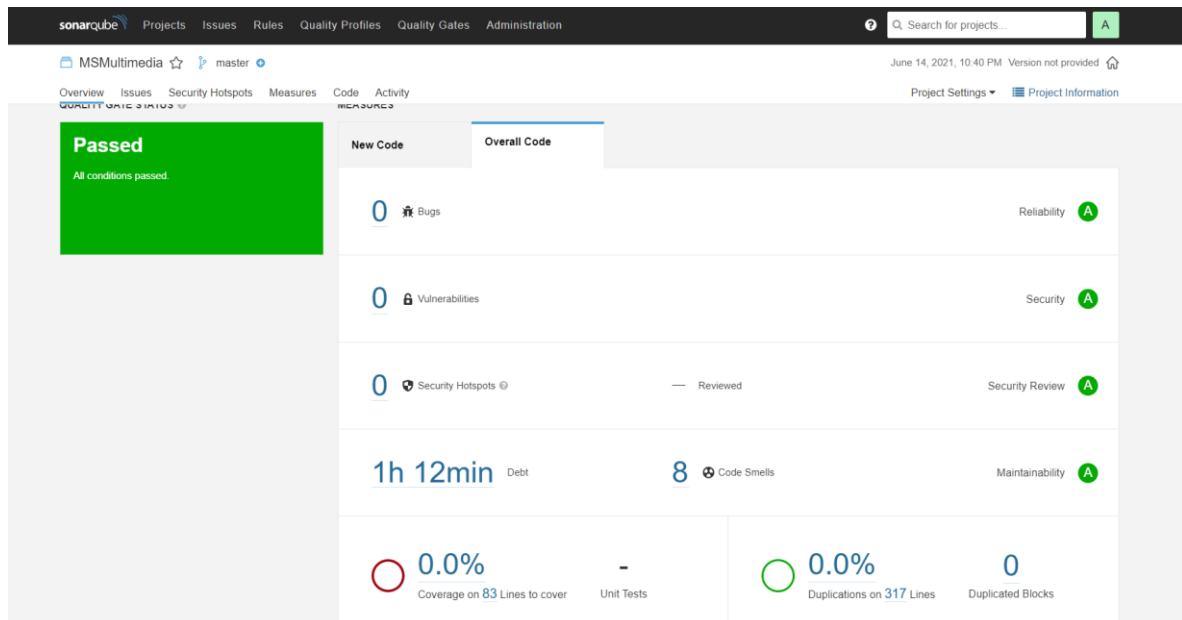 sonarqube Projects Issues Rules Quality Profiles Quality Gates Administration ? Search for projects... A
MSMultimedia master June 14, 2021, 10:40 PM Version not provided
Overview Issues Security Hotspots Measures Code Activity Project Settings Project Information
QUALITY GATE STATUS MEASURES
Passed
All conditions passed.
New Code Overall Code
0 Bugs Reliability A
0 Vulnerabilities Security A
0 Security Hotspots ? — Reviewed Security Review A
1h 12min Debt 8 Code Smells Maintainability A
0.0% - 0.0% 0
Coverage on 83 Lines to cover Unit Tests Duplications on 317 Lines Duplicated Blocks